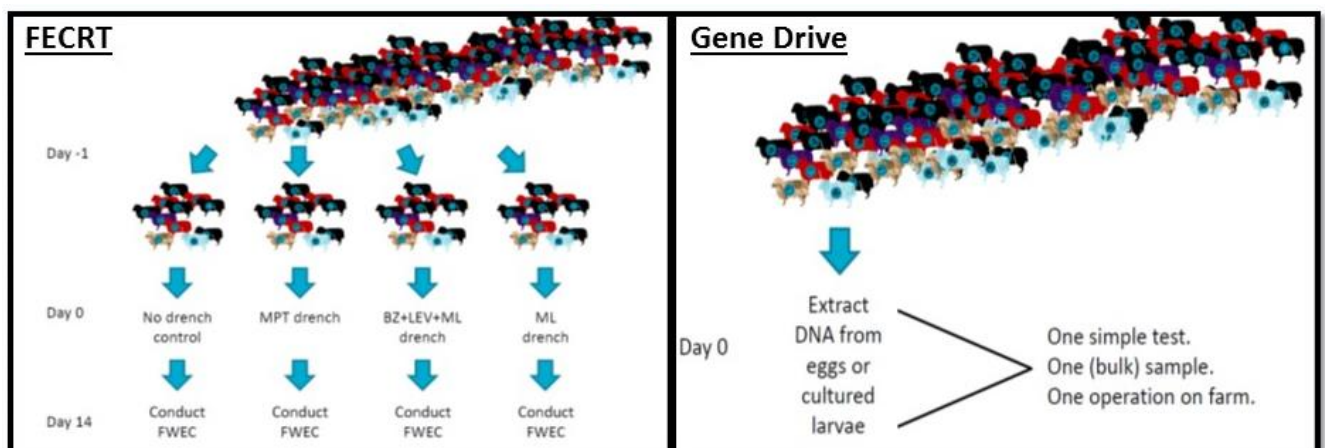 FECRT
Day -1
Day 0
No drench
control
MPT drench
BZ+LEV+ML
drench
ML
drench
Day 14
Conduct
FWEC
Conduct
FWEC
Conduct
FWEC
Conduct
FWEC
Gene Drive
Day 0
Extract
DNA from
eggs or
cultured
larvae
One simple test.
One (bulk) sample.
One operation on farm.